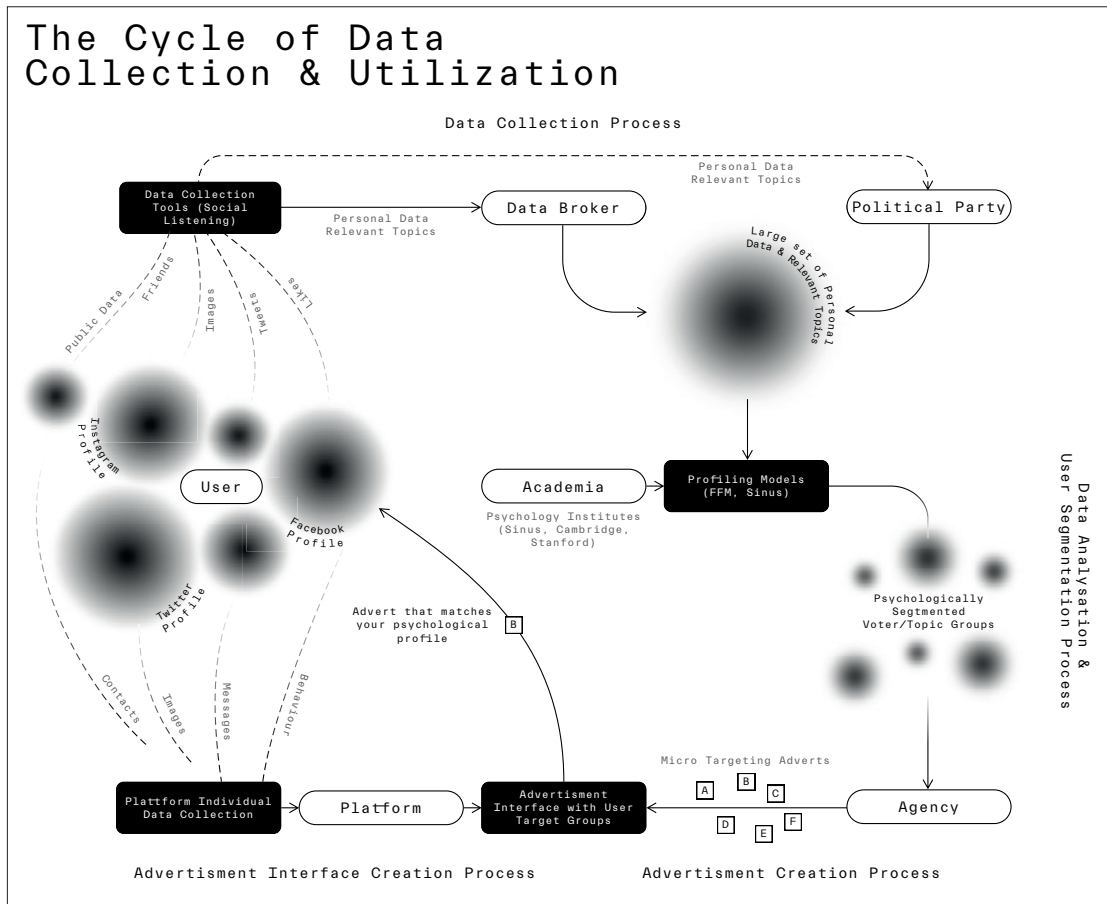 The Cycle of Data
Collection & Utilization
Data Collection Process
Personal Data
Relevant Topics
Data Collection
Tools (Social
Listening)
Personal Data
Relevant Topics
Data Broker
Political Party
Large set of Personal
Data & Relevant Topics
Public Data
Friends
Images
Tweets
Likes
Instagram
Profile
User
Facebook
Profile
Twitter
Profile
Academia
Psychology Institutes
(Sinus, Cambridge,
Stanford)
Profiling Models
(FFM, Sinus)
Data Analysation &
User Segmentation Process
Psychologically
Segtmented
Voter/Topic Groups
Advert that matches
your psychological
profile
B
Contacts
Images
Messages
Behaviour
Micro Targeting Adverts
A
B
C
D
E
F
Plattform Individual
Data Collection
Platform
Advertisment
Interface with User
Target Groups
Agency
Advertisment Interface Creation Process
Advertisment Creation Process